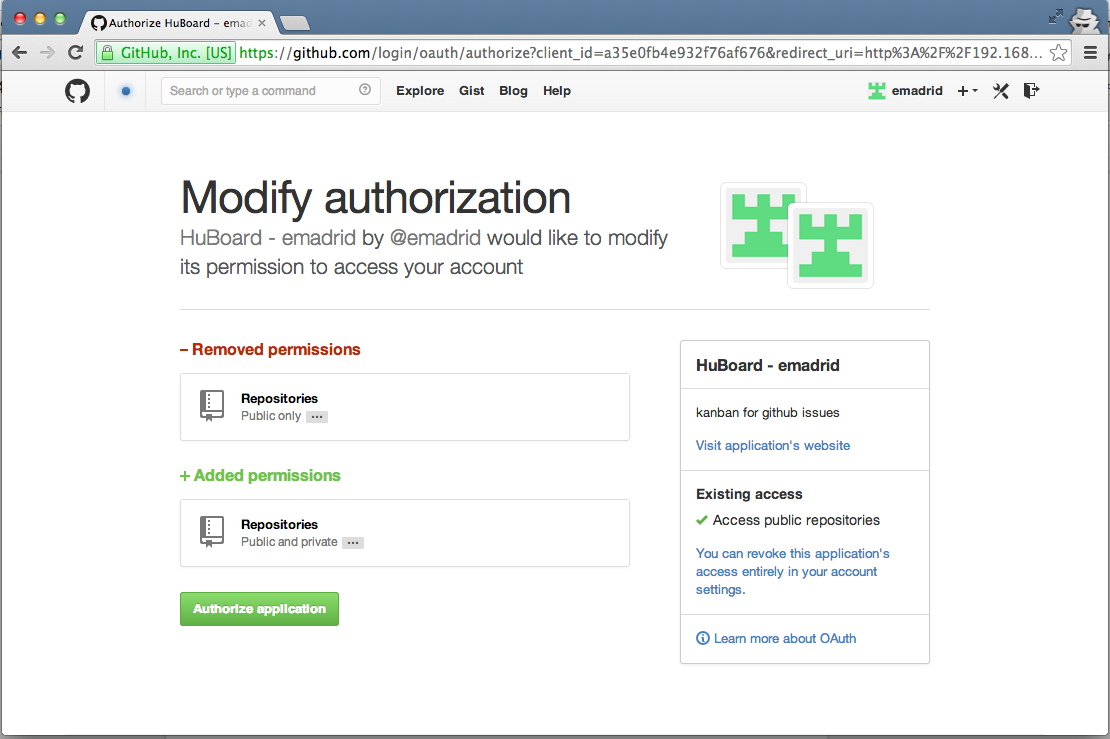 Authorize HuBoard - emad
GitHub, Inc. [US] https://github.com/login/oauth/authorize?client_id=a35e0fb4e932f76af676&redirect_uri=http%3A%2F%2F192.168...
Search or type a command
Explore Gist Blog Help
emadrid
Modify authorization
HuBoard - emadrid by @emadrid would like to modify
its permission to access your account
– Removed permissions
Repositories
Public only ...
+ Added permissions
Repositories
Public and private ...
Authorize application
HuBoard - emadrid
kanban for github issues
Visit application's website
Existing access
Access public repositories
You can revoke this application's
access entirely in your account
settings.
Learn more about OAuth